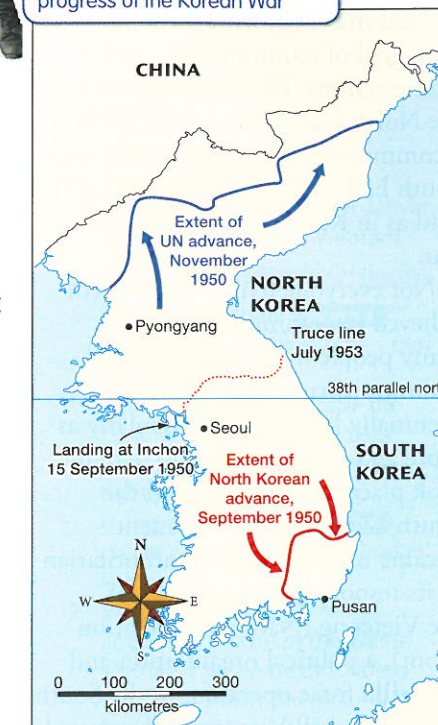 progress of the Korean War
CHINA
Extent of
UN advance,
November
1950
NORTH
KOREA
Pyongyang
Truce line
July 1953
38th parallel nort
Seoul
Landing at Inchon
15 September 1950
SOUTH
KOREA
Extent of
North Korean
advance,
September 1950
N
W
E
S
Pusan
0 100 200 300
kilometres